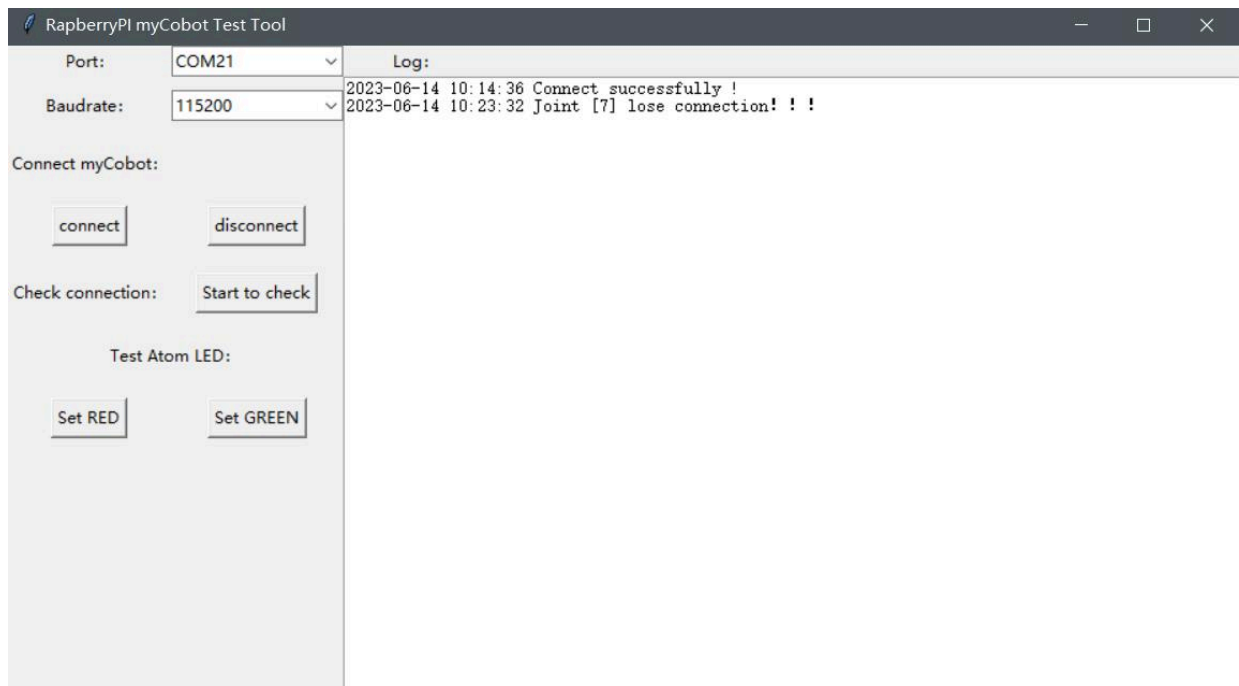 RapberryPI myCobot Test Tool
Port: COM21 Log:
Baudrate: 115200
2023-06-14 10:14:36 Connect successfully !
2023-06-14 10:23:32 Joint [7] lose connection! ! !
Connect myCobot:
connect disconnect
Check connection: Start to check
Test Atom LED:
Set RED Set GREEN